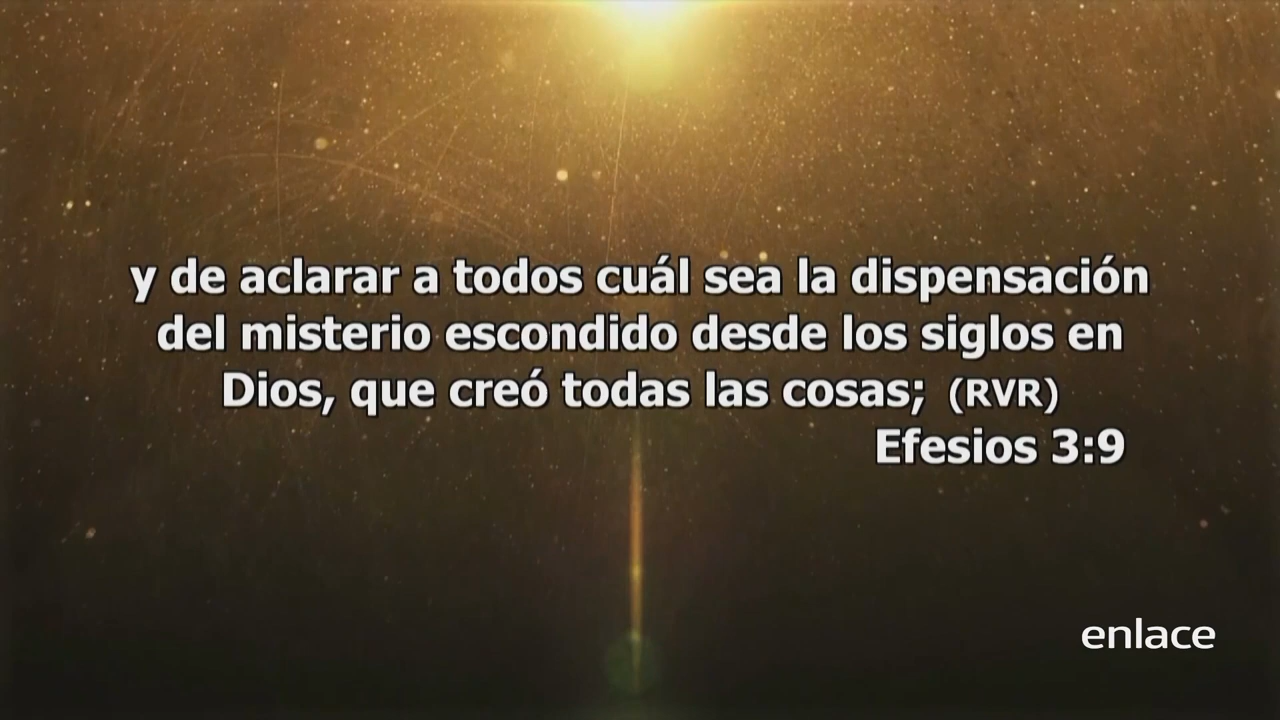 y de aclarar a todos cuál sea la dispensación
del misterio escondido desde los siglos en
Dios, que creó todas las cosas; (RVR)
Efesios 3:9
enlace